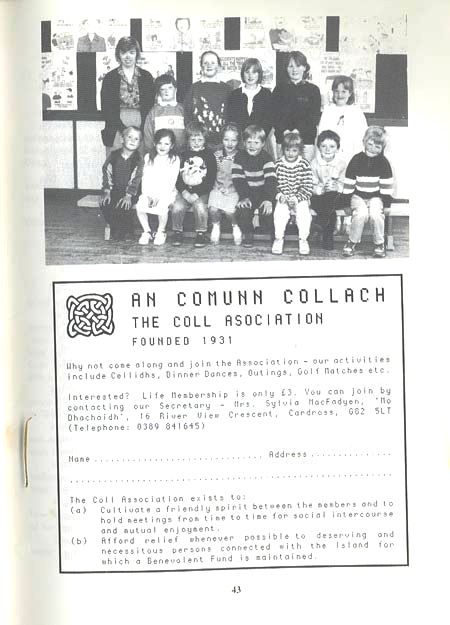 AN COMUNN COLLACH
THE COLL ASOCIATION
FOUNDED 1931
Why not come along and join the Association - our activities
include Ceilidhs, Dinner Dances, Outings, Golf Matches etc.
Interested? Life Membership is only £3. You can join by
contacting our Secretary - Mrs. Sylvia MacFadyen, 'Mo
Dhachaidh', 16 River View Crescent, Cardross, G82 5LT
(Telephone: 0389 841645)
Name .............................. Address ..............
..............................................................
The Coll Association exists to:
(a) Cultivate a friendly spirit between the members and to
hold meetings from time to time for social intercourse
and mutual enjoyment.
(b) Afford relief whenever possible to deserving and
necessitous persons connected with the Island for
which a Benevolent Fund is maintained.
43